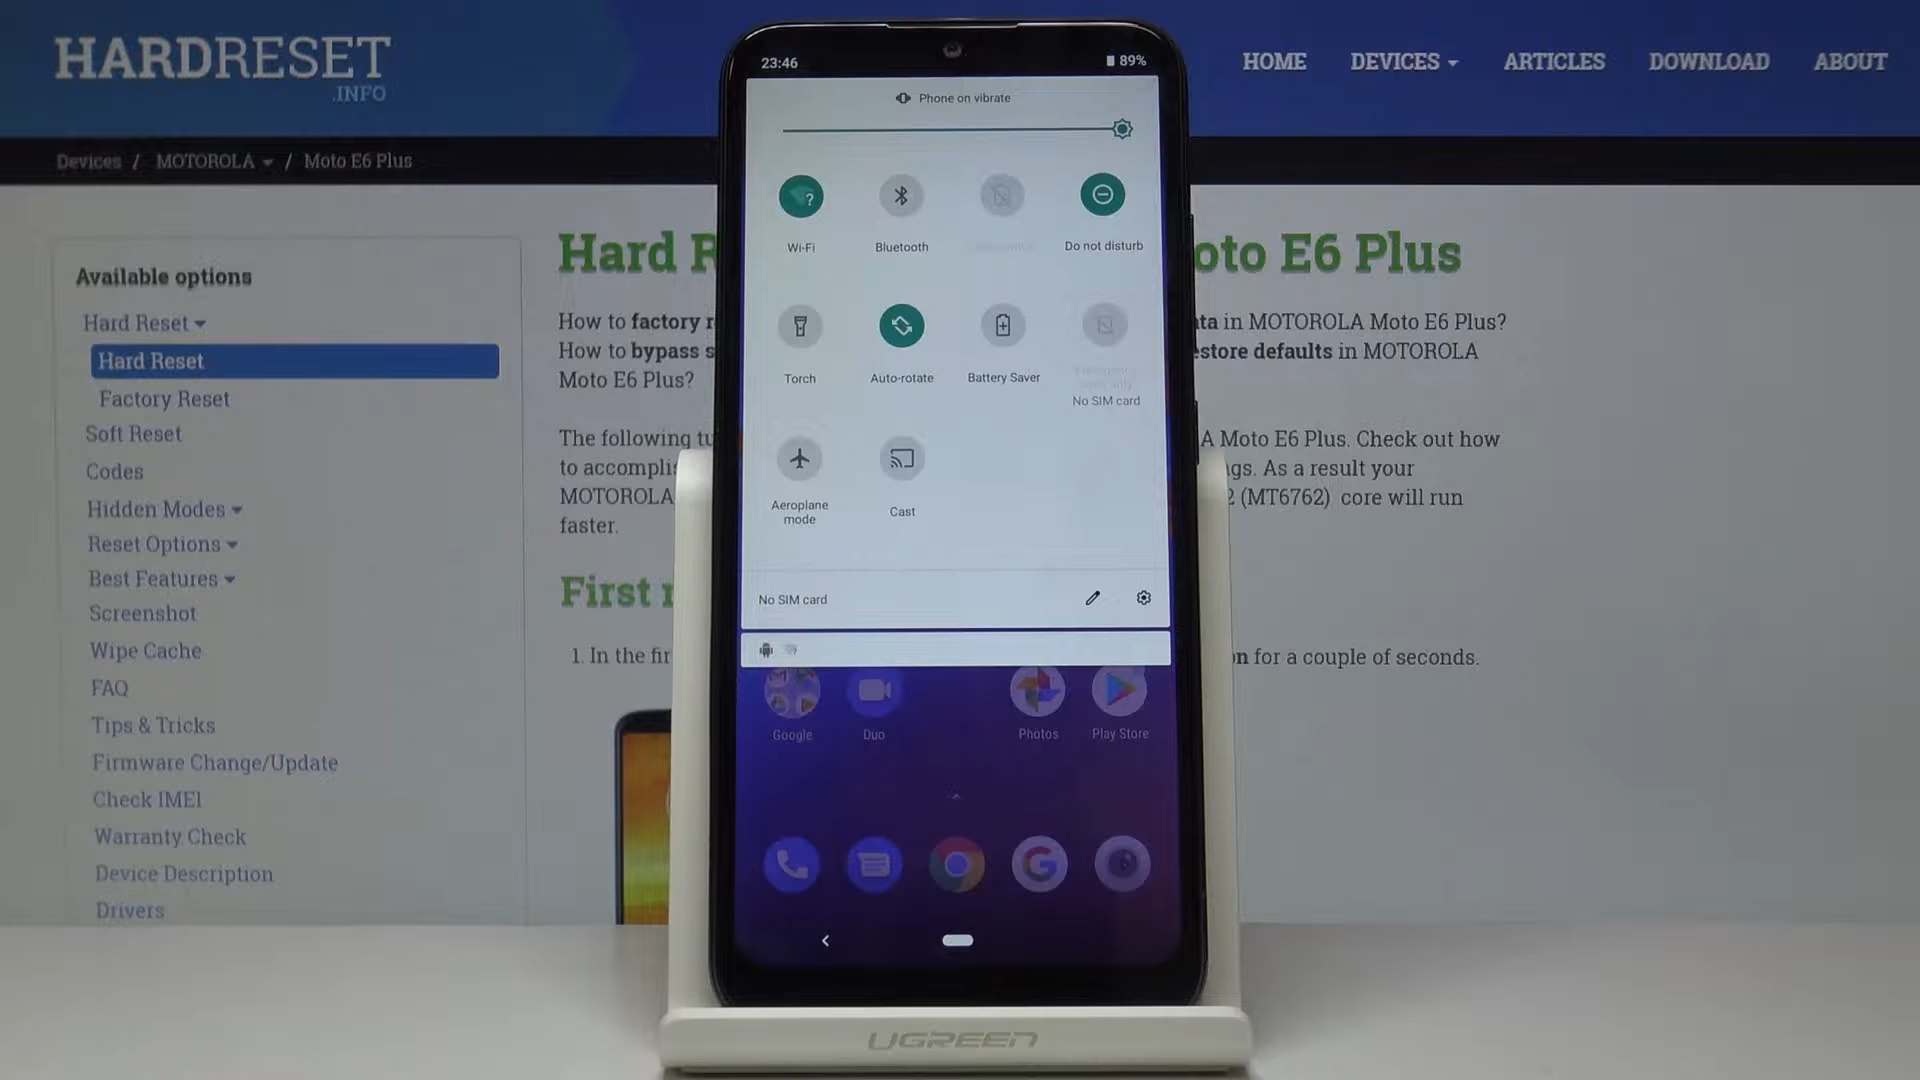 HARDRESET
.INFO
HOME DEVICES ARTICLES DOWNLOAD ABOUT
Devices / MOTOROLA / Moto E6 Plus
Available options
Hard Reset
Hard Reset
Factory Reset
Soft Reset
Codes
Hidden Modes
Reset Options
Best Features
Screenshot
Wipe Cache
FAQ
Tips & Tricks
Firmware Change/Update
Check IMEI
Warranty Check
Device Description
Drivers
Hard R
oto E6 Plus
How to factory r
ta in MOTOROLA Moto E6 Plus?
How to bypass s
estore defaults in MOTOROLA
Moto E6 Plus?
The following tu
A Moto E6 Plus. Check out how
to accomplis
gs. As a result your
MOTOROLA
2 (MT6762) core will run
faster.
First
1. In the fir
n for a couple of seconds.
23:46
89%
Phone on vibrate
Wi-Fi
Bluetooth
Do not disturb
Torch
Auto-rotate
Battery Saver
No SIM card
Aeroplane
mode
Cast
No SIM card
Google
Duo
Photos
Play Store
UGREEN